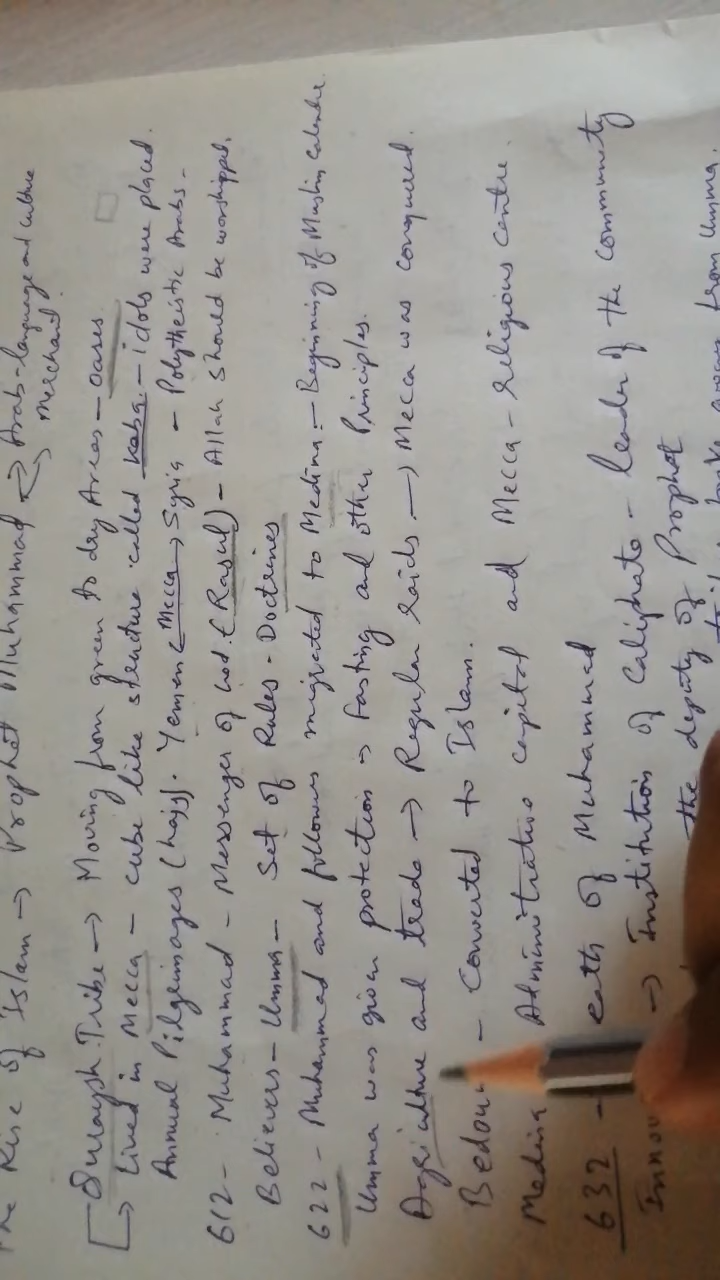 The Rise of Islam → Prophet Muhammad → Arab-language and culture
→ Merchant.
Quraysh Tribe → Moving from green to dry Areas - oases
→ Lived in Mecca - cube like structure called Kaba - idols were placed.
Annual Pilgrimages (hajj). Yemen ← Mecca → Syria - Polytheistic Arabs -
612 - Muhammad - Messenger of God. (Rasul) - Allah should be worshipped.
Believers - Umma - Set of Rules - Doctrines
622 - Muhammad and follower migrated to Medina - Beginning of Muslim Calendar.
Umma was given protection → Fasting and other Principles.
Agriculture and trade → Regular Raids → Mecca was conquered.
- Converted to Islam.
Medina Administrative capital and Mecca - Religious Centre.
632 - eath of Muhammad
→ Institution of Caliphate - leader of the community
the deputy of Prophet
from Umma.